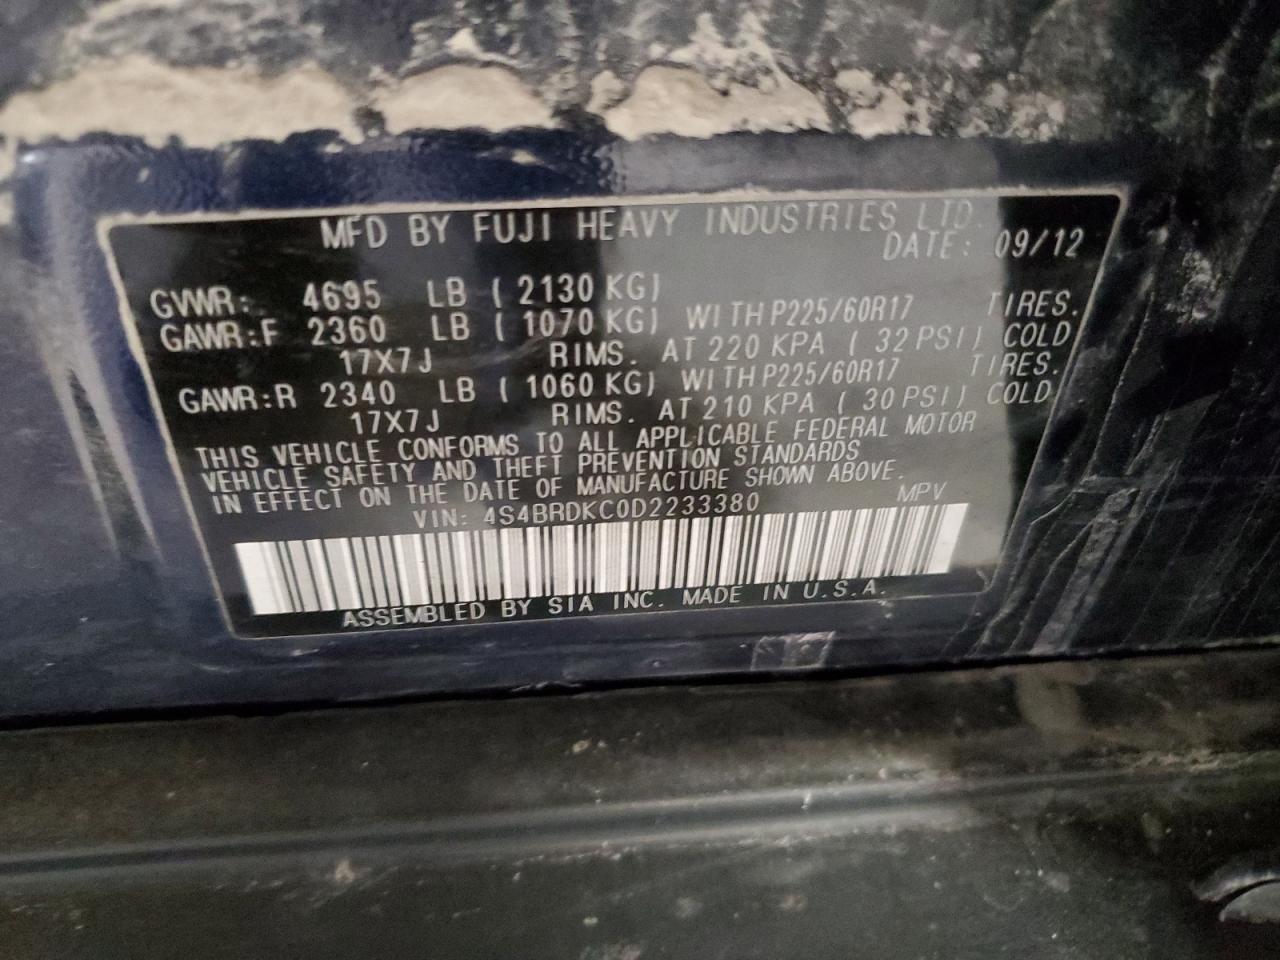 MFD BY FUJI HEAVY INDUSTRIES LTD.
DATE: 09/12
GVWR: 4695 LB ( 2130 KG)
GAWR:F 2360 LB ( 1070 KG) WITH P225/60R17 TIRES.
17X7J RIMS. AT 220 KPA ( 32 PSI) COLD
GAWR:R 2340 LB ( 1060 KG) WITH P225/60R17 TIRES.
17X7J RIMS. AT 210 KPA ( 30 PSI) COLD
THIS VEHICLE CONFORMS TO ALL APPLICABLE FEDERAL MOTOR
VEHICLE SAFETY AND THEFT PREVENTION STANDARDS
IN EFFECT ON THE DATE OF MANUFACTURE SHOWN ABOVE.
VIN: 4S4BRDKC0D2233380 MPV
ASSEMBLED BY SIA INC. MADE IN U.S.A.